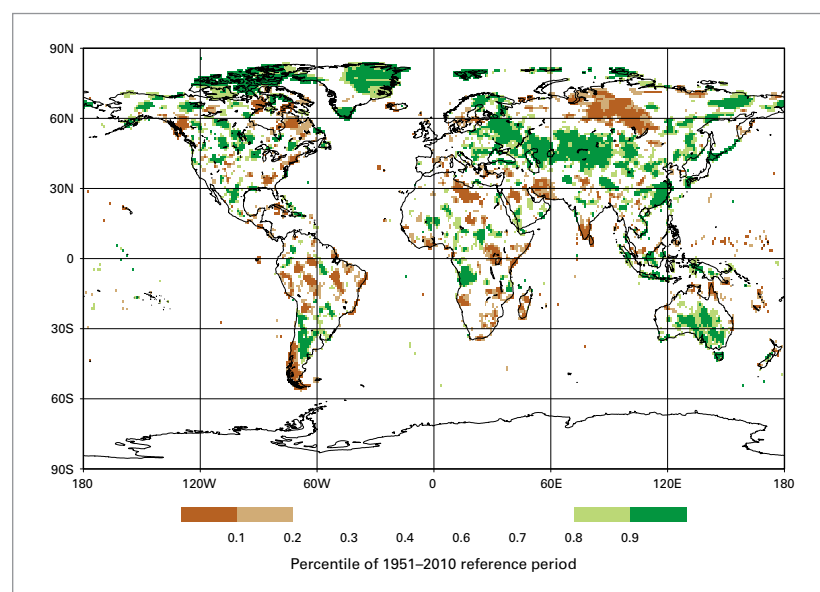 90N
60N
30N
0
30S
60S
90S
180 120W 60W 0 60E 120E 180
0.1 0.2 0.3 0.4 0.6 0.7 0.8 0.9
Percentile of 1951–2010 reference period